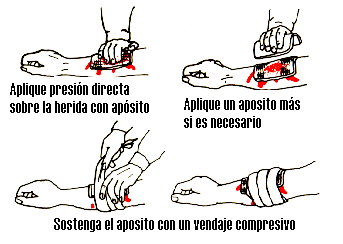 Aplique presión directa
sobre la herida con apósito
Aplique un aposito más
si es necesario
Sostenga el aposito con un vendaje compresivo